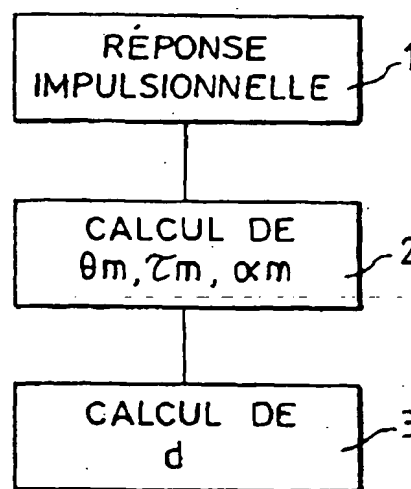 RÉPONSE
IMPULSIONNELLE
1
CALCUL DE
θm, τm, αm
2
CALCUL DE
d
3